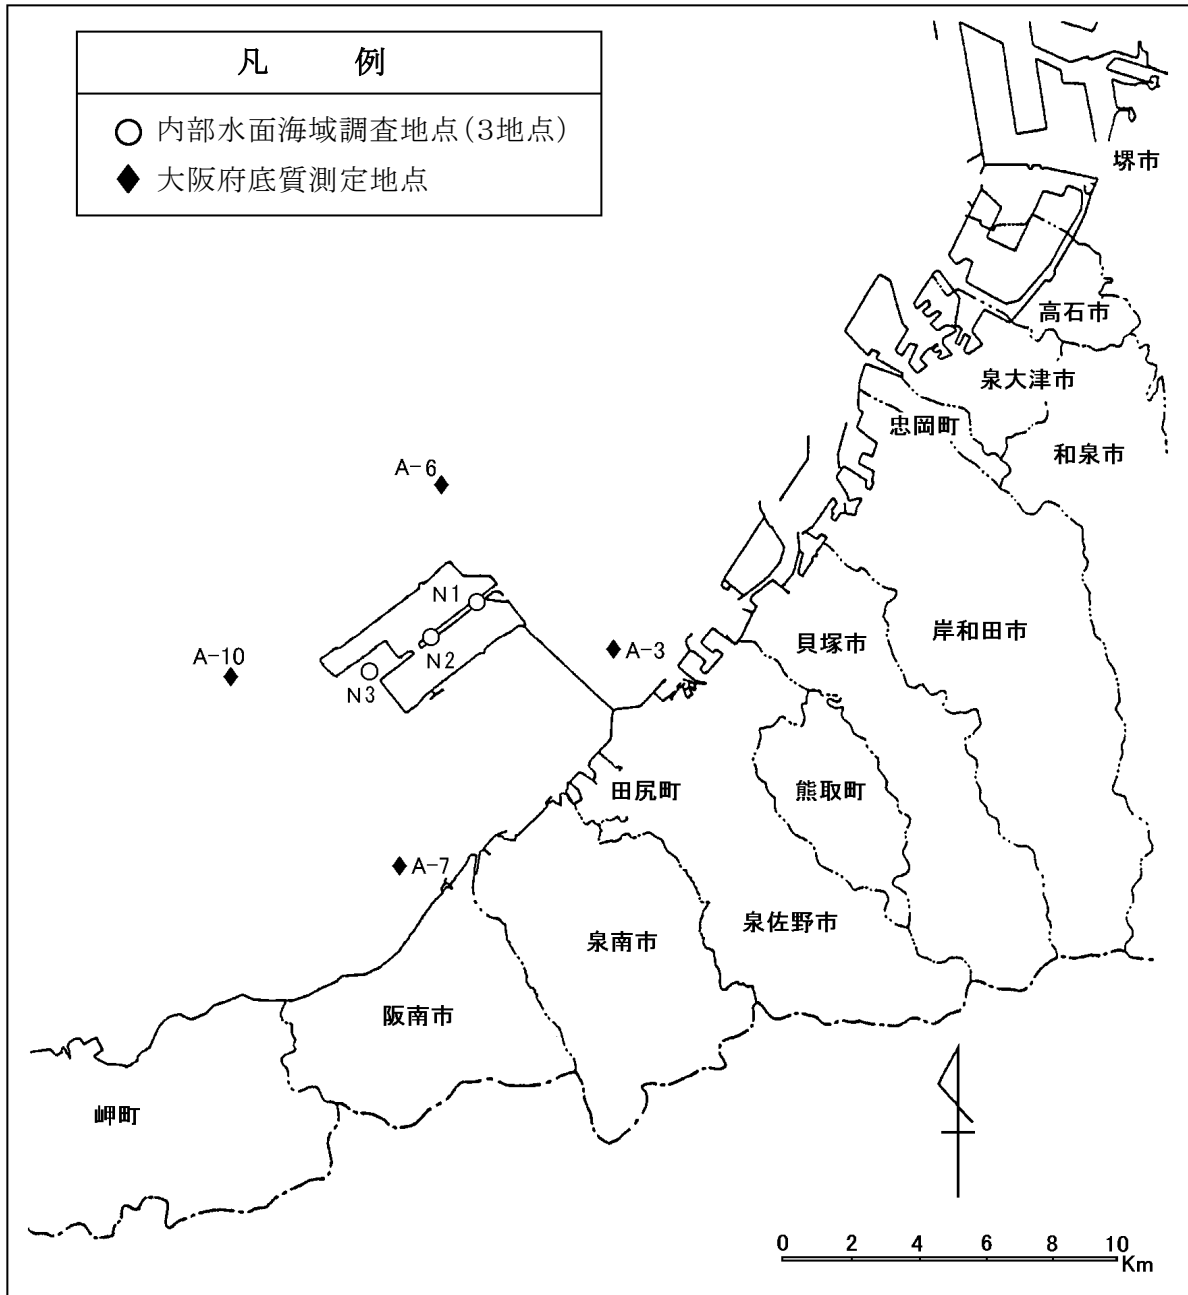 凡 例
内部水面海域調査地点(3地点)
大阪府底質測定地点
堺市
高石市
泉大津市
忠岡町
和泉市
A-6
N1
岸和田市
貝塚市
A-3
N2
A-10
N3
田尻町
熊取町
A-7
泉佐野市
泉南市
阪南市
岬町
0 2 4 6 8 10
Km